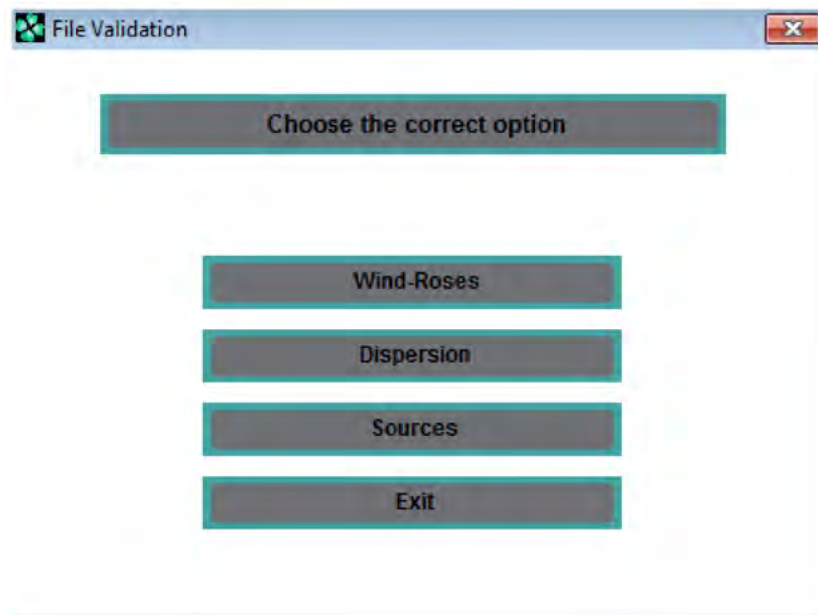 File Validation
Choose the correct option
Wind-Roses
Dispersion
Sources
Exit